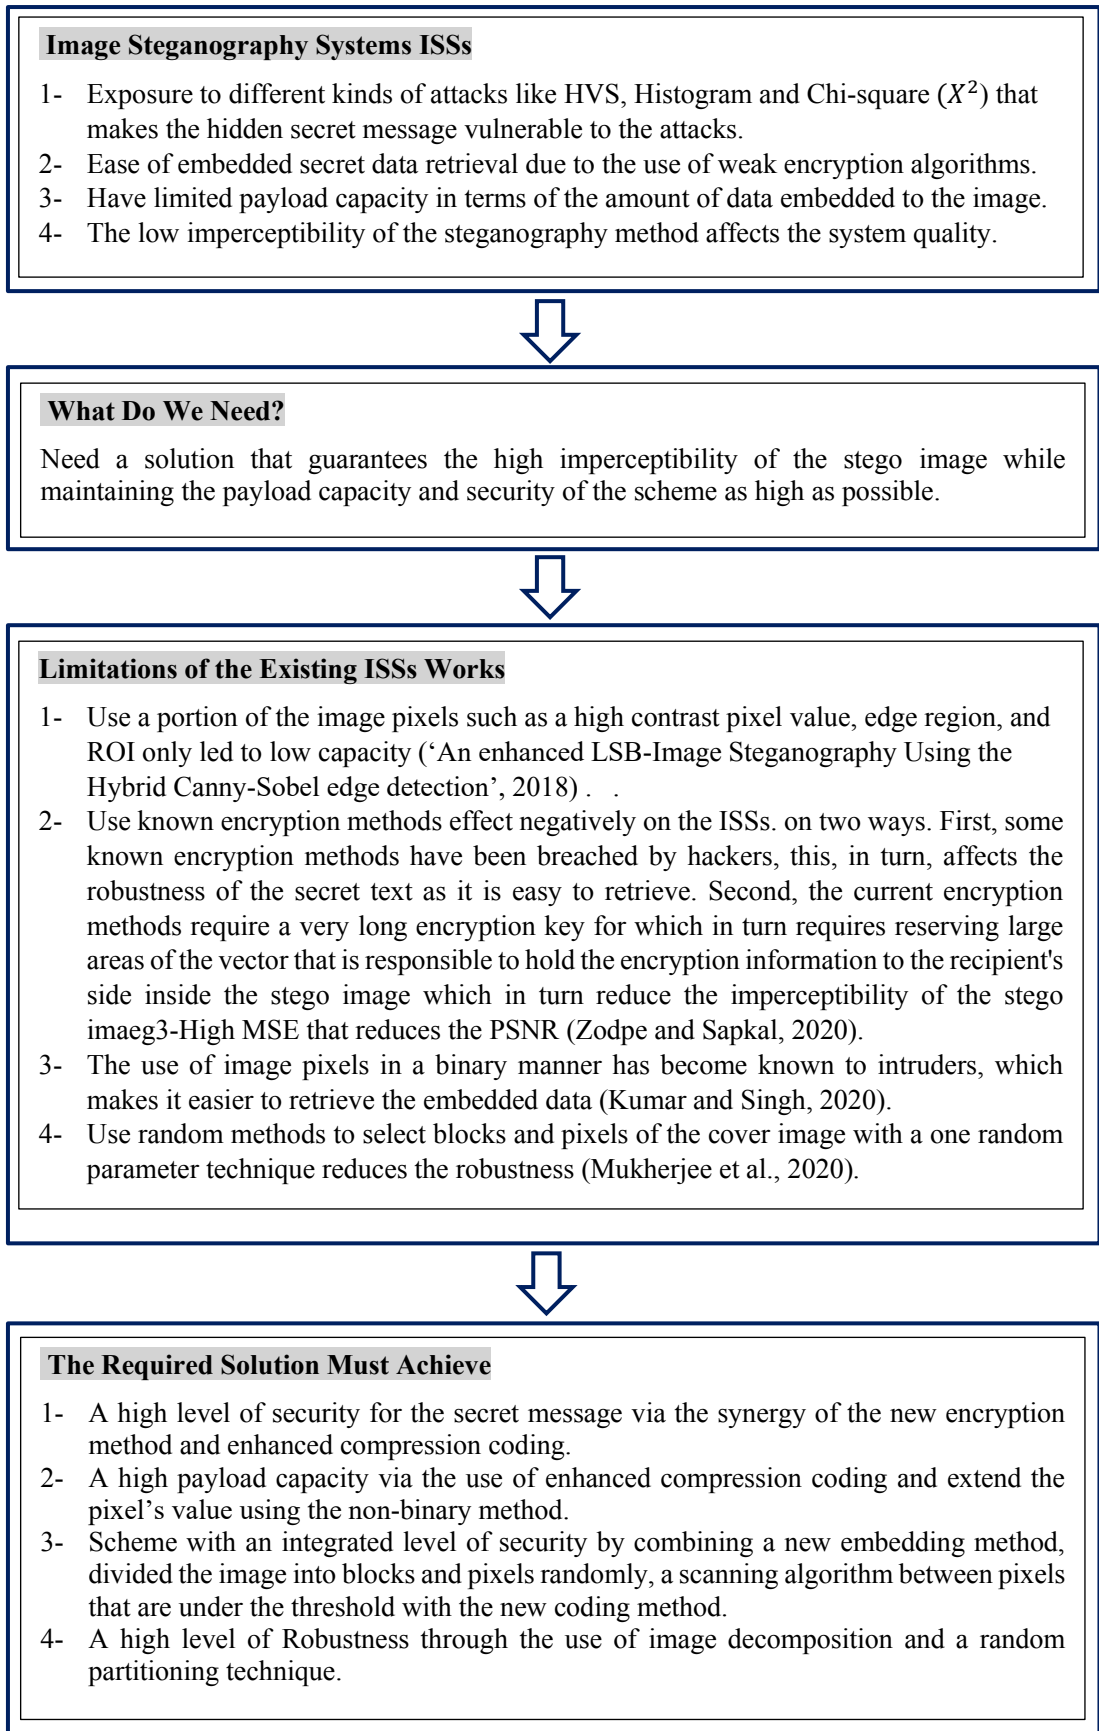 Image Steganography Systems ISSs
1- Exposure to different kinds of attacks like HVS, Histogram and Chi-square (𝑋²) that
makes the hidden secret message vulnerable to the attacks.
2- Ease of embedded secret data retrieval due to the use of weak encryption algorithms.
3- Have limited payload capacity in terms of the amount of data embedded to the image.
4- The low imperceptibility of the steganography method affects the system quality.
What Do We Need?
Need a solution that guarantees the high imperceptibility of the stego image while
maintaining the payload capacity and security of the scheme as high as possible.
Limitations of the Existing ISSs Works
1- Use a portion of the image pixels such as a high contrast pixel value, edge region, and
ROI only led to low capacity (‘An enhanced LSB-Image Steganography Using the
Hybrid Canny-Sobel edge detection’, 2018) . .
2- Use known encryption methods effect negatively on the ISSs. on two ways. First, some
known encryption methods have been breached by hackers, this, in turn, affects the
robustness of the secret text as it is easy to retrieve. Second, the current encryption
methods require a very long encryption key for which in turn requires reserving large
areas of the vector that is responsible to hold the encryption information to the recipient's
side inside the stego image which in turn reduce the imperceptibility of the stego
imaeg3-High MSE that reduces the PSNR (Zodpe and Sapkal, 2020).
3- The use of image pixels in a binary manner has become known to intruders, which
makes it easier to retrieve the embedded data (Kumar and Singh, 2020).
4- Use random methods to select blocks and pixels of the cover image with a one random
parameter technique reduces the robustness (Mukherjee et al., 2020).
The Required Solution Must Achieve
1- A high level of security for the secret message via the synergy of the new encryption
method and enhanced compression coding.
2- A high payload capacity via the use of enhanced compression coding and extend the
pixel’s value using the non-binary method.
3- Scheme with an integrated level of security by combining a new embedding method,
divided the image into blocks and pixels randomly, a scanning algorithm between pixels
that are under the threshold with the new coding method.
4- A high level of Robustness through the use of image decomposition and a random
partitioning technique.